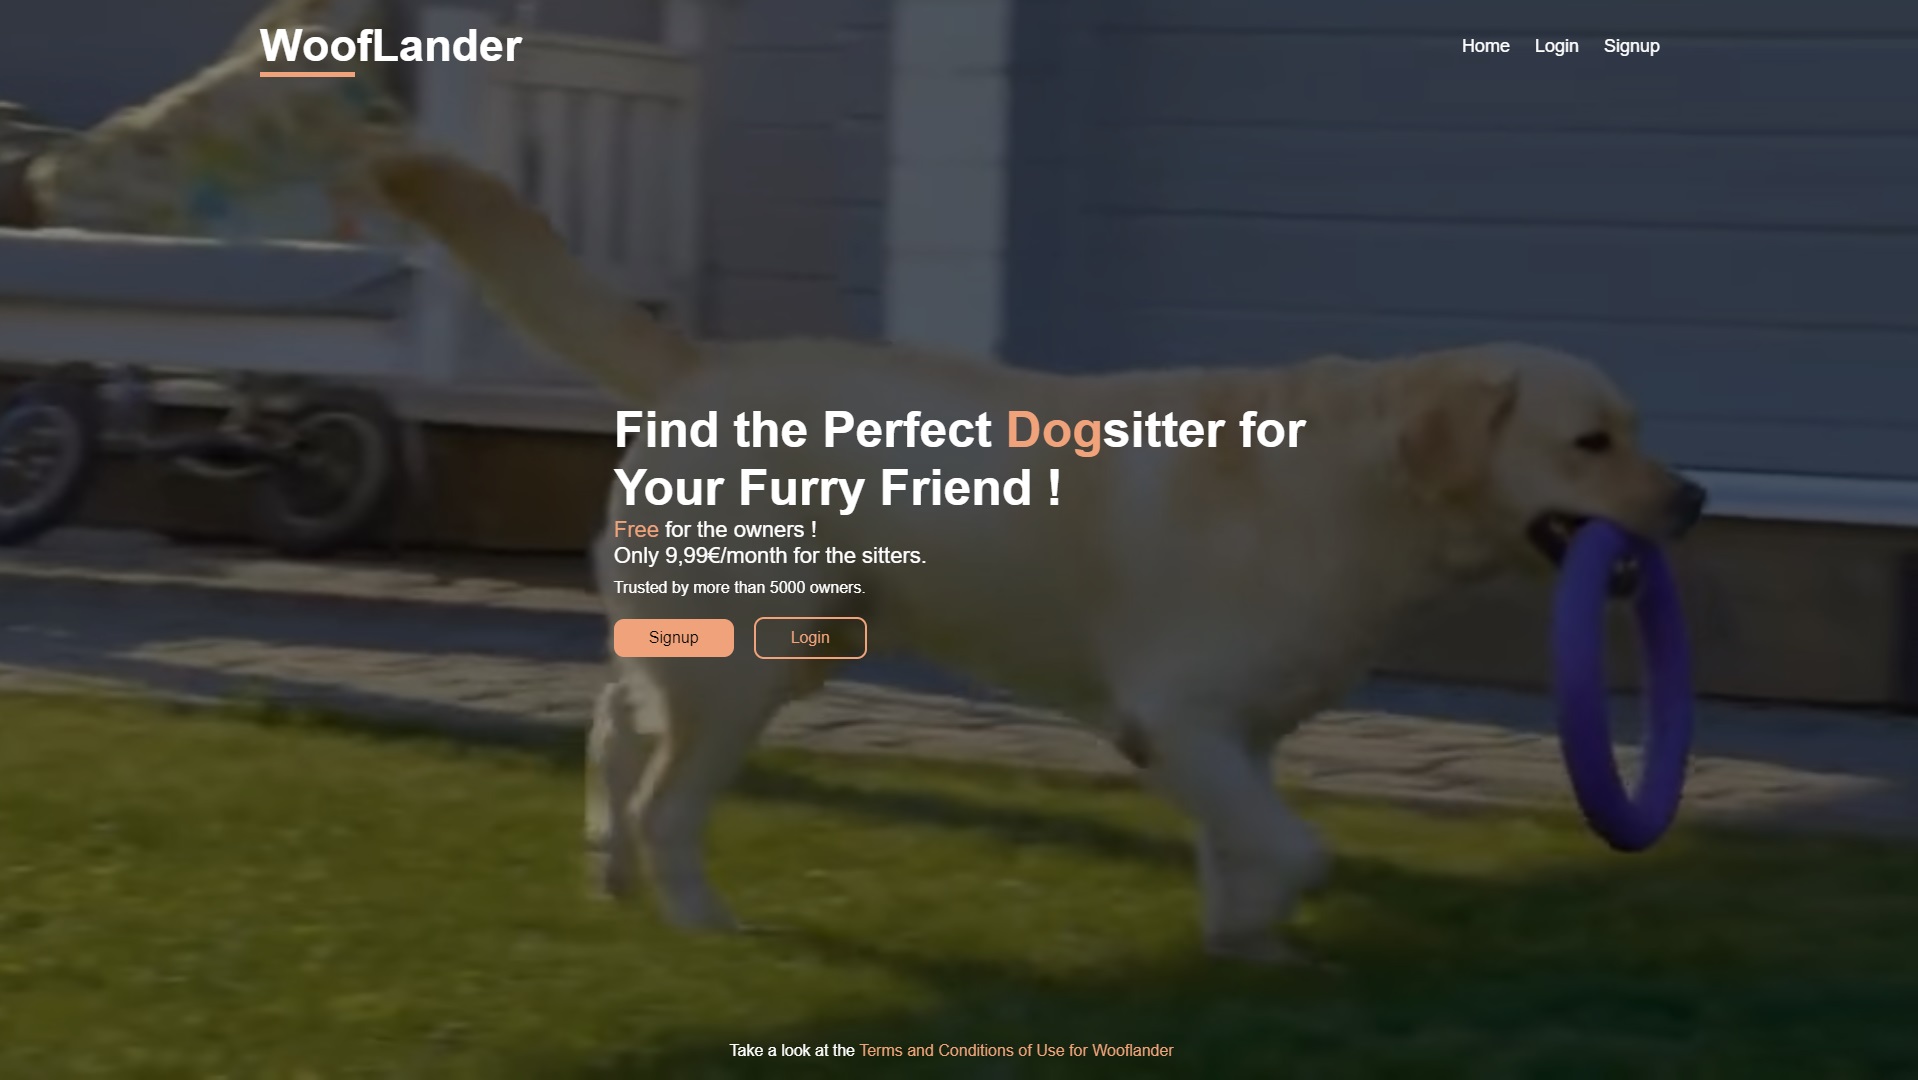 WoofLander
Home Login Signup
Find the Perfect Dogsitter for
Your Furry Friend !
Free for the owners !
Only 9,99€/month for the sitters.
Trusted by more than 5000 owners.
Signup Login
Take a look at the Terms and Conditions of Use for Wooflander